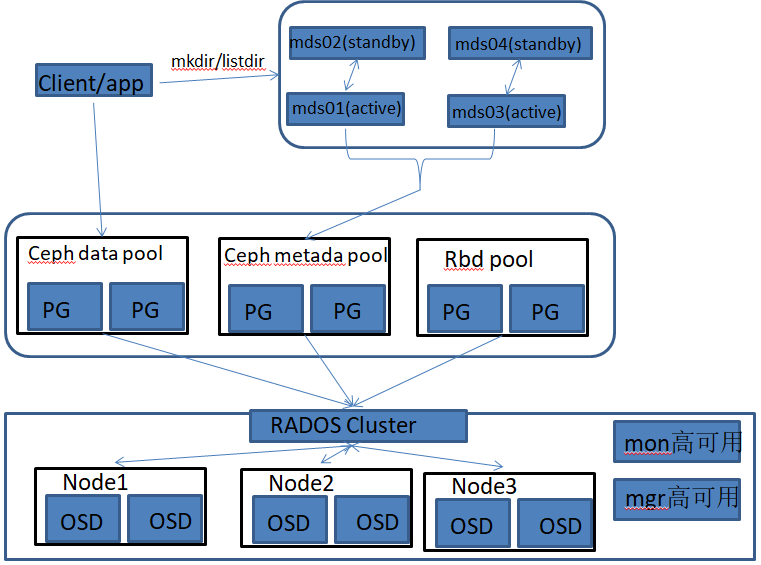 mds02(standby)
mds04(standby)
mkdir/listdir
Client/app
mds01(active)
mds03(active)
Ceph data pool
Ceph metada pool
Rbd pool
PG
PG
PG
PG
PG
PG
RADOS Cluster
mon高可用
mgr高可用
Node1
Node2
Node3
OSD
OSD
OSD
OSD
OSD
OSD